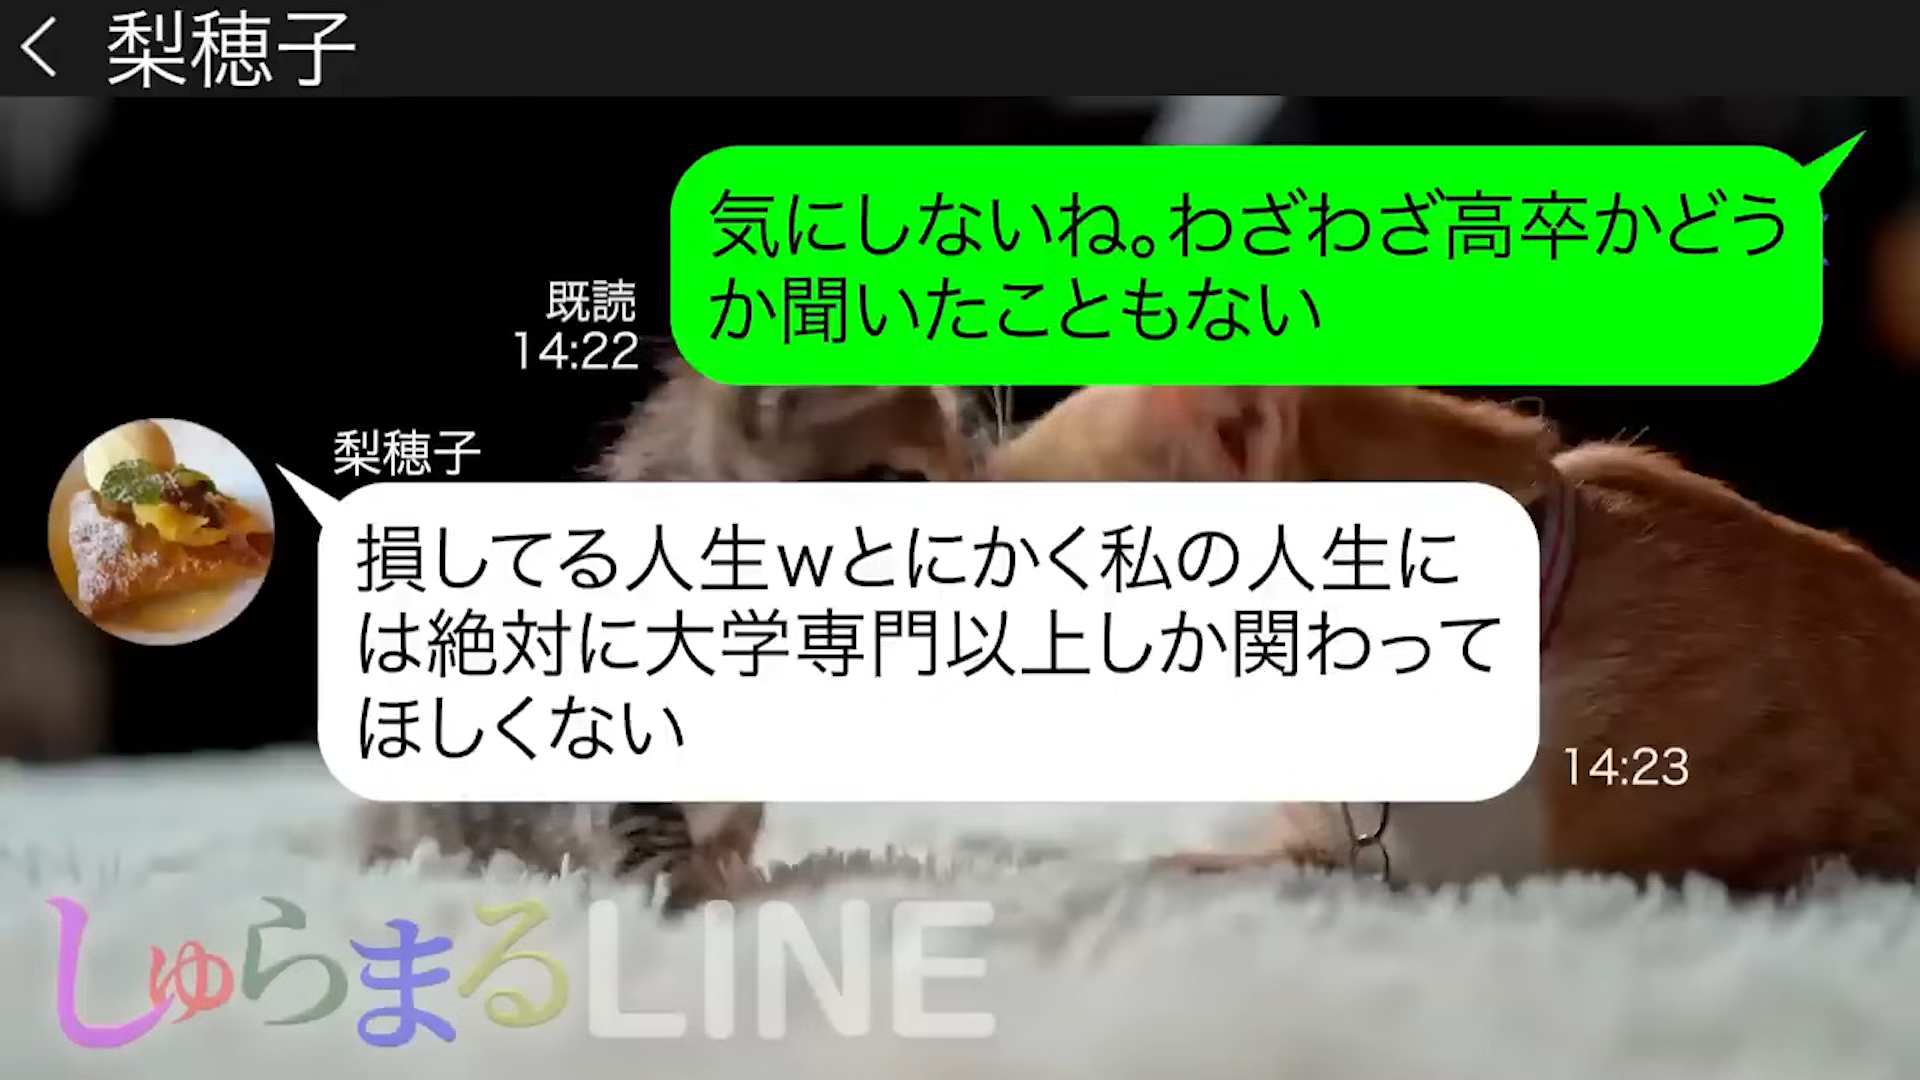 梨穂子
気にしないね。わざわざ高卒かどう
か聞いたこともない
既読
14:22
梨穂子
損してる人生wとにかく私の人生に
は絶対に大学専門以上しか関わって
ほしくない
14:23
しゅらまるLINE